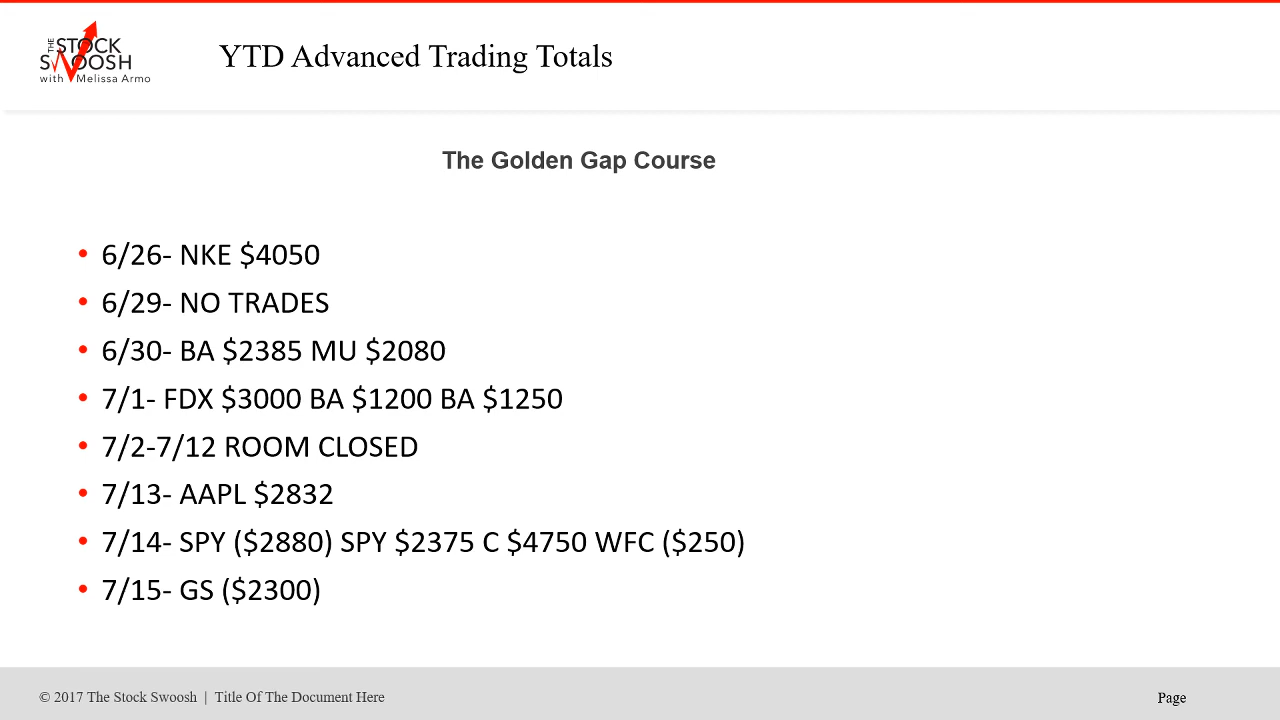 THE
STOCK
SWOOSH
with Melissa Armo
YTD Advanced Trading Totals
The Golden Gap Course
• 6/26- NKE $4050
• 6/29- NO TRADES
• 6/30- BA $2385 MU $2080
• 7/1- FDX $3000 BA $1200 BA $1250
• 7/2-7/12 ROOM CLOSED
• 7/13- AAPL $2832
• 7/14- SPY ($2880) SPY $2375 C $4750 WFC ($250)
• 7/15- GS ($2300)
© 2017 The Stock Swoosh | Title Of The Document Here
Page